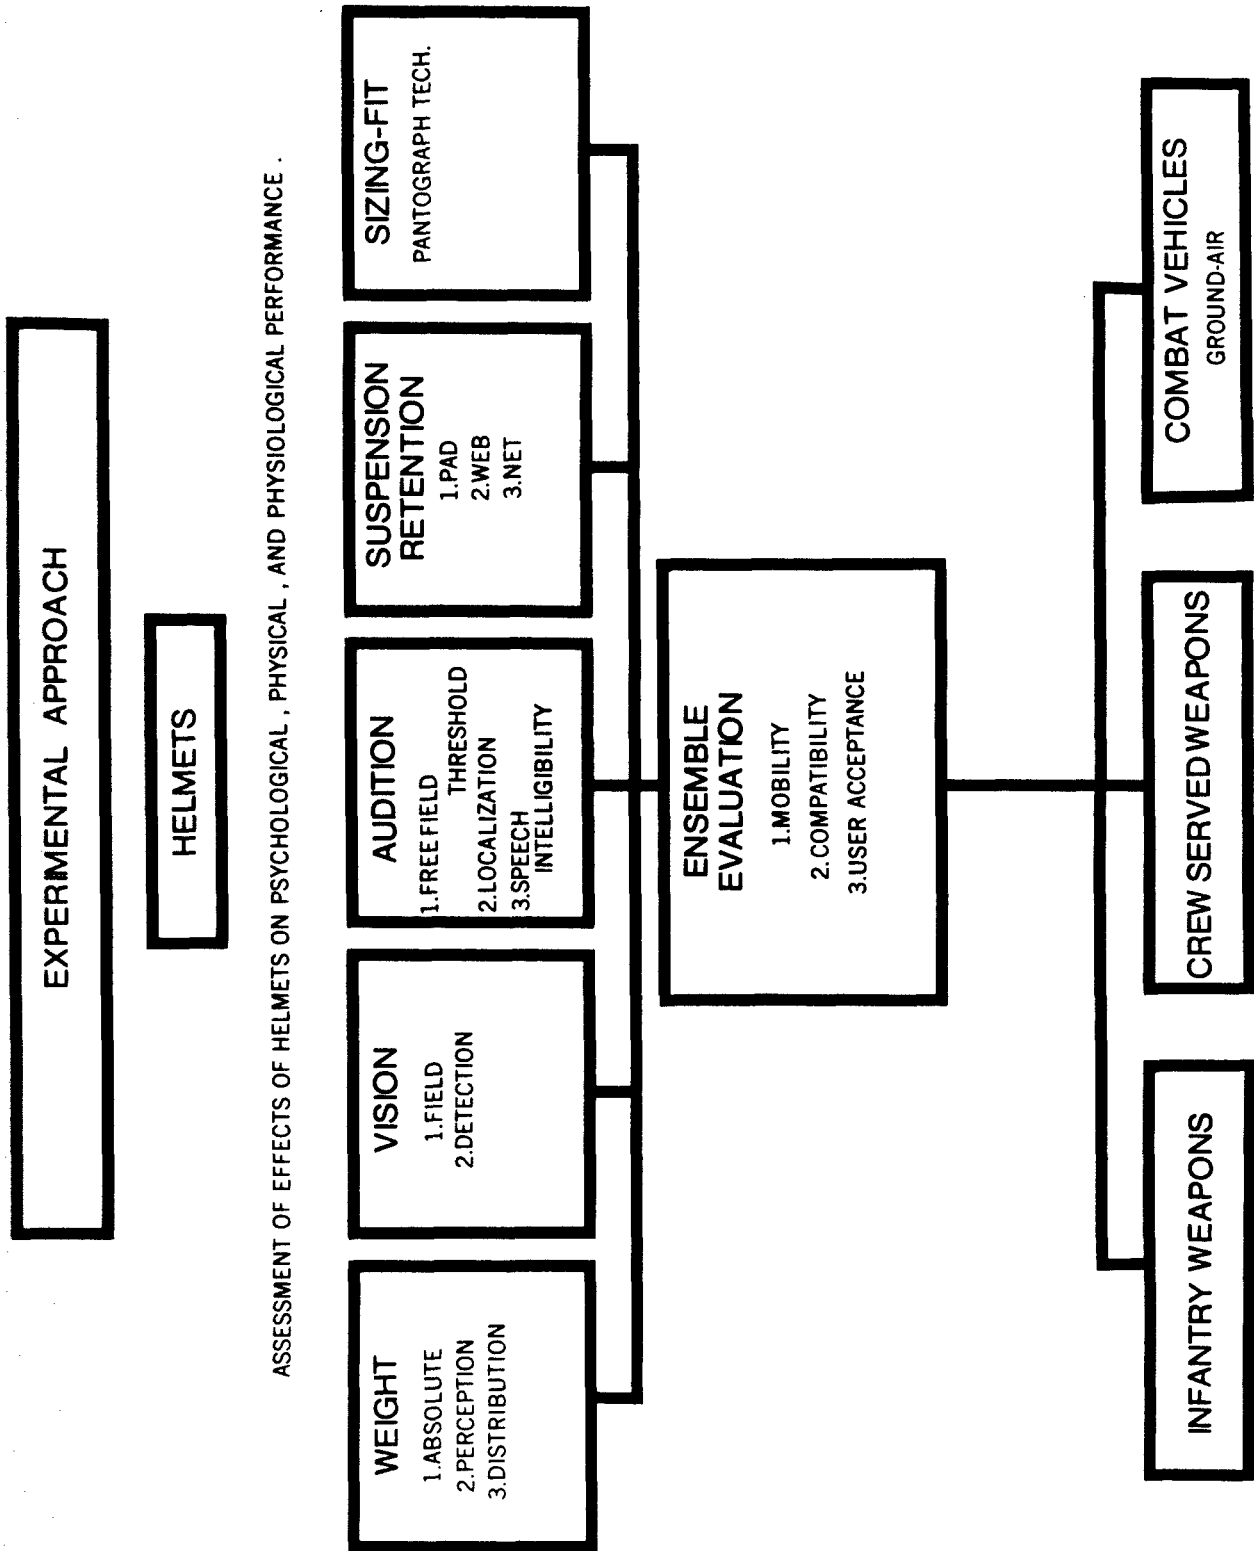 EXPERIMENTAL APPROACH
HELMETS
ASSESSMENT OF EFFECTS OF HELMETS ON PSYCHOLOGICAL, PHYSICAL, AND PHYSIOLOGICAL PERFORMANCE.
WEIGHT
1.ABSOLUTE
2.PERCEPTION
3.DISTRIBUTION
VISION
1.FIELD
2.DETECTION
AUDITION
1.FREE FIELD
THRESHOLD
2.LOCALIZATION
3.SPEECH
INTELLIGIBILITY
SUSPENSION
RETENTION
1.PAD
2.WEB
3.NET
SIZING-FIT
PANTOGRAPH TECH.
ENSEMBLE
EVALUATION
1.MOBILITY
2.COMPATIBILITY
3.USER ACCEPTANCE
INFANTRY WEAPONS
CREW SERVED WEAPONS
COMBAT VEHICLES
GROUND-AIR